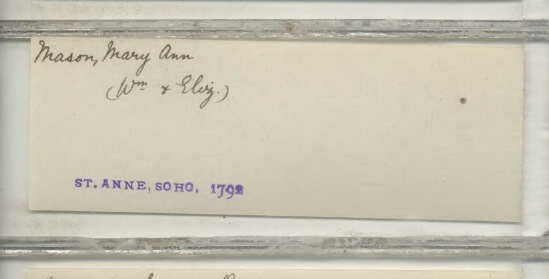 Mason, Mary Ann
(Wm & Eliz.)
ST. ANNE, SOHO, 1792